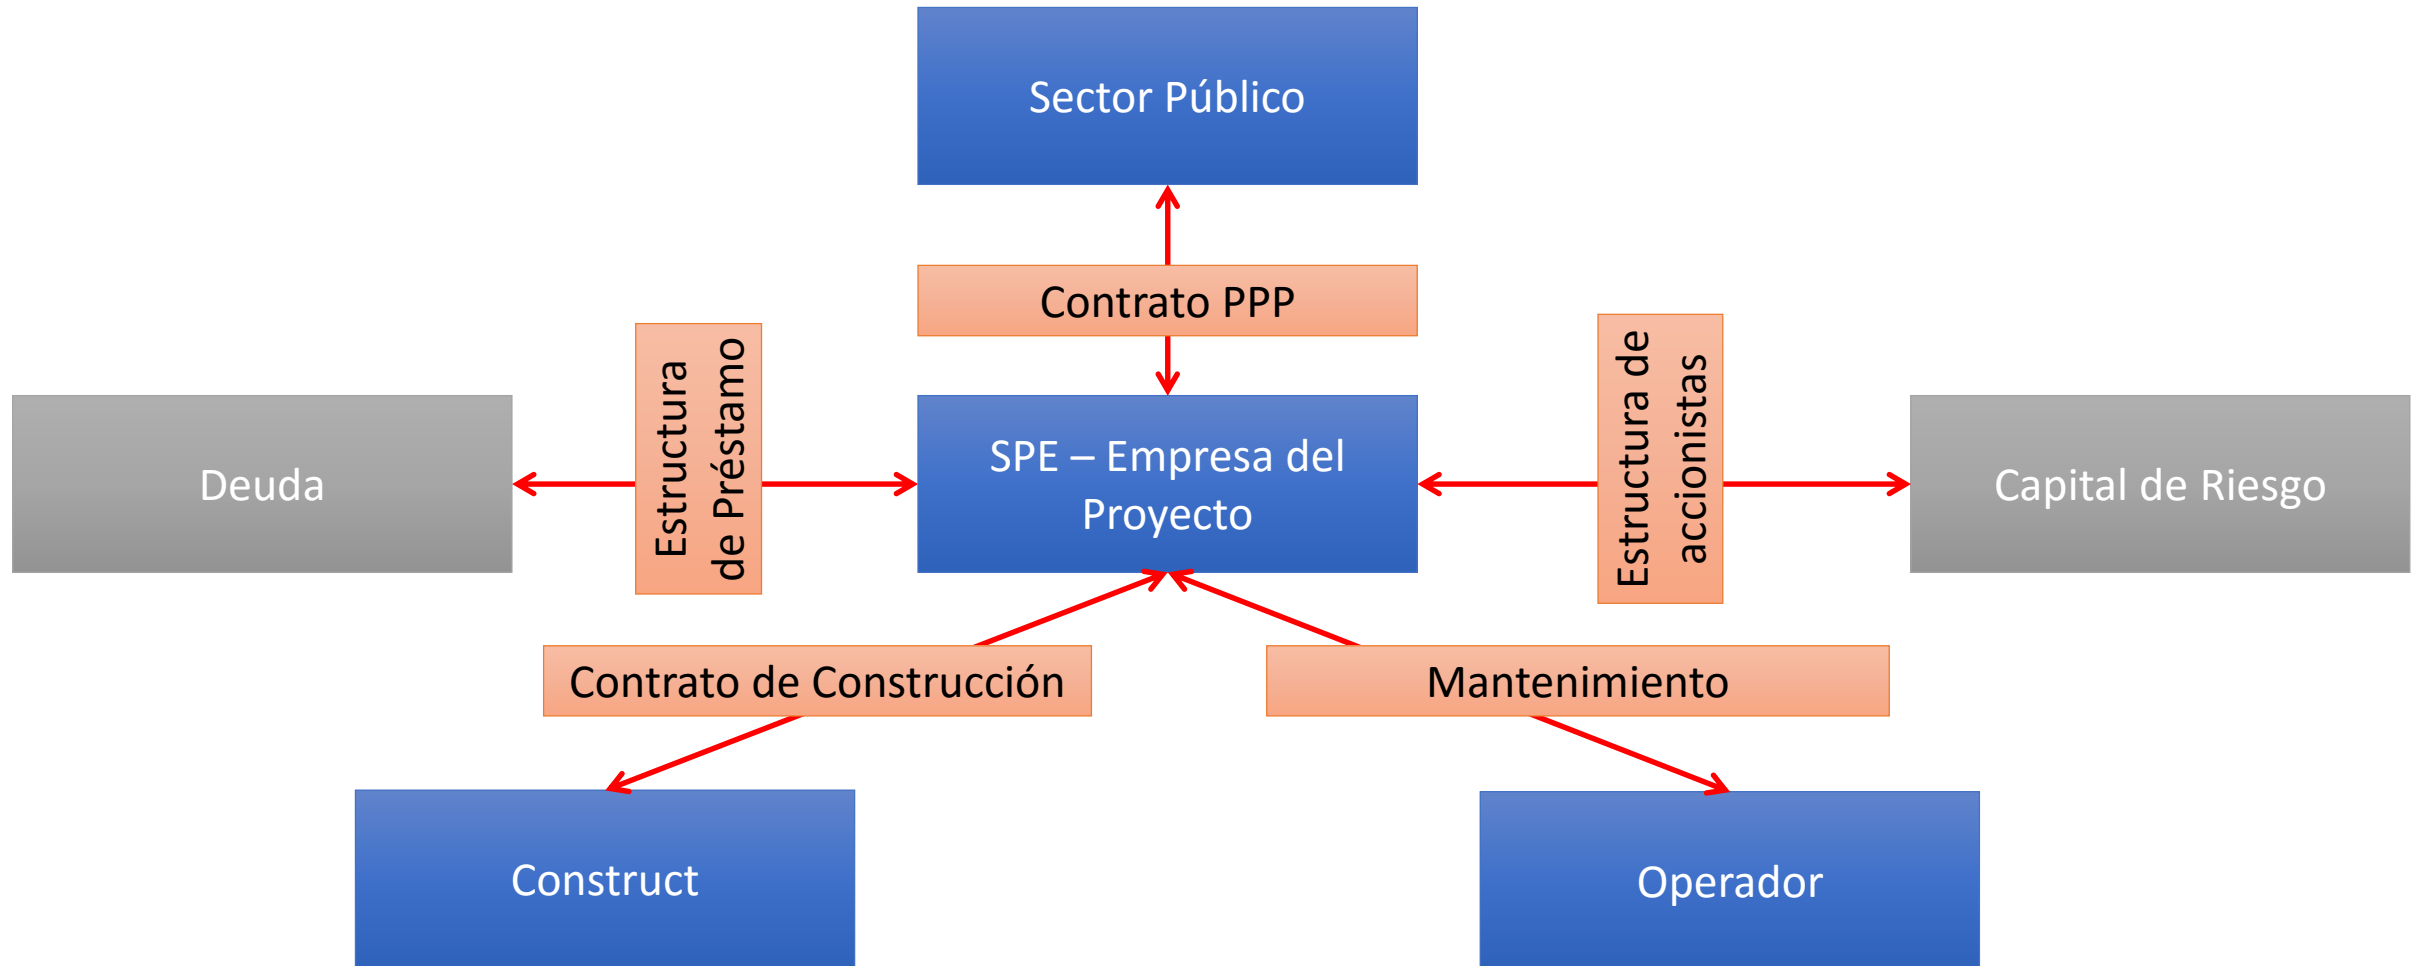 Sector Público
Contrato PPP
Estructura
de Préstamo
Estructura de
accionistas
Deuda
SPE – Empresa del
Proyecto
Capital de Riesgo
Contrato de Construcción
Mantenimiento
Construct
Operador